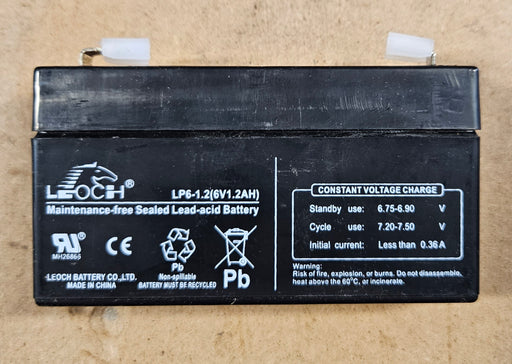 LEOCH®
LP6-1.2(6V1.2AH)
Maintenance-free Sealed Lead-acid Battery
MH26866
CE
Pb
Non-spillable
Pb
LEOCH BATTERY CO.,LTD.
MADE IN CHINA
BATTERY MUST BE RECYCLED
CONSTANT VOLTAGE CHARGE
Standby use: 6.75-6.90 V
Cycle use: 7.20-7.50 V
Initial current: Less than 0.36 A
Warning:
Risk of fire, explosion, or burns. Do not disassemble,
heat above the 60°C, or incinerate.